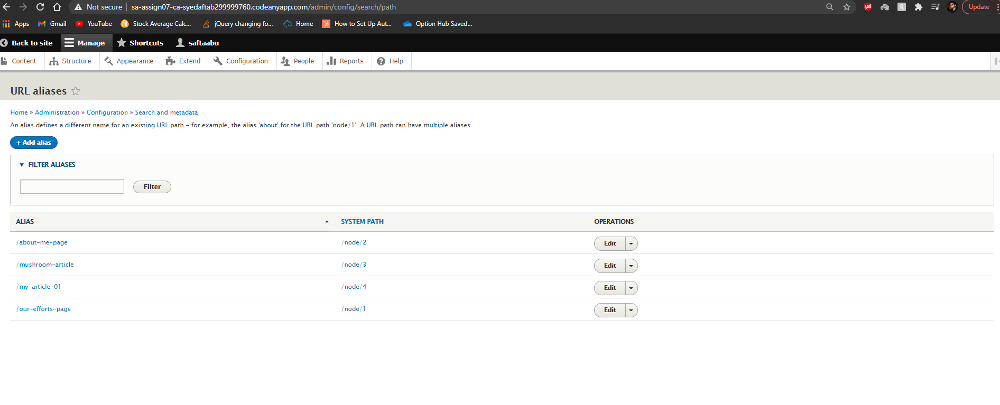 Not secure | sa-assign07-ca-syedaftab299999760.codeanyapp.com/admin/config/search/path Update
Apps Gmail YouTube Stock Average Calc... jQuery changing fo... Home How to Set Up Aut... Option Hub Saved...
Back to site Manage Shortcuts saftaabu
Content Structure Appearance Extend Configuration People Reports Help
URL aliases
Home » Administration » Configuration » Search and metadata
An alias defines a different name for an existing URL path - for example, the alias 'about' for the URL path 'node/1'. A URL path can have multiple aliases.
+ Add alias
FILTER ALIASES
Filter
ALIAS SYSTEM PATH OPERATIONS
/about-me-page /node/2 Edit
/mushroom-article /node/3 Edit
/my-article-01 /node/4 Edit
/our-efforts-page /node/1 Edit